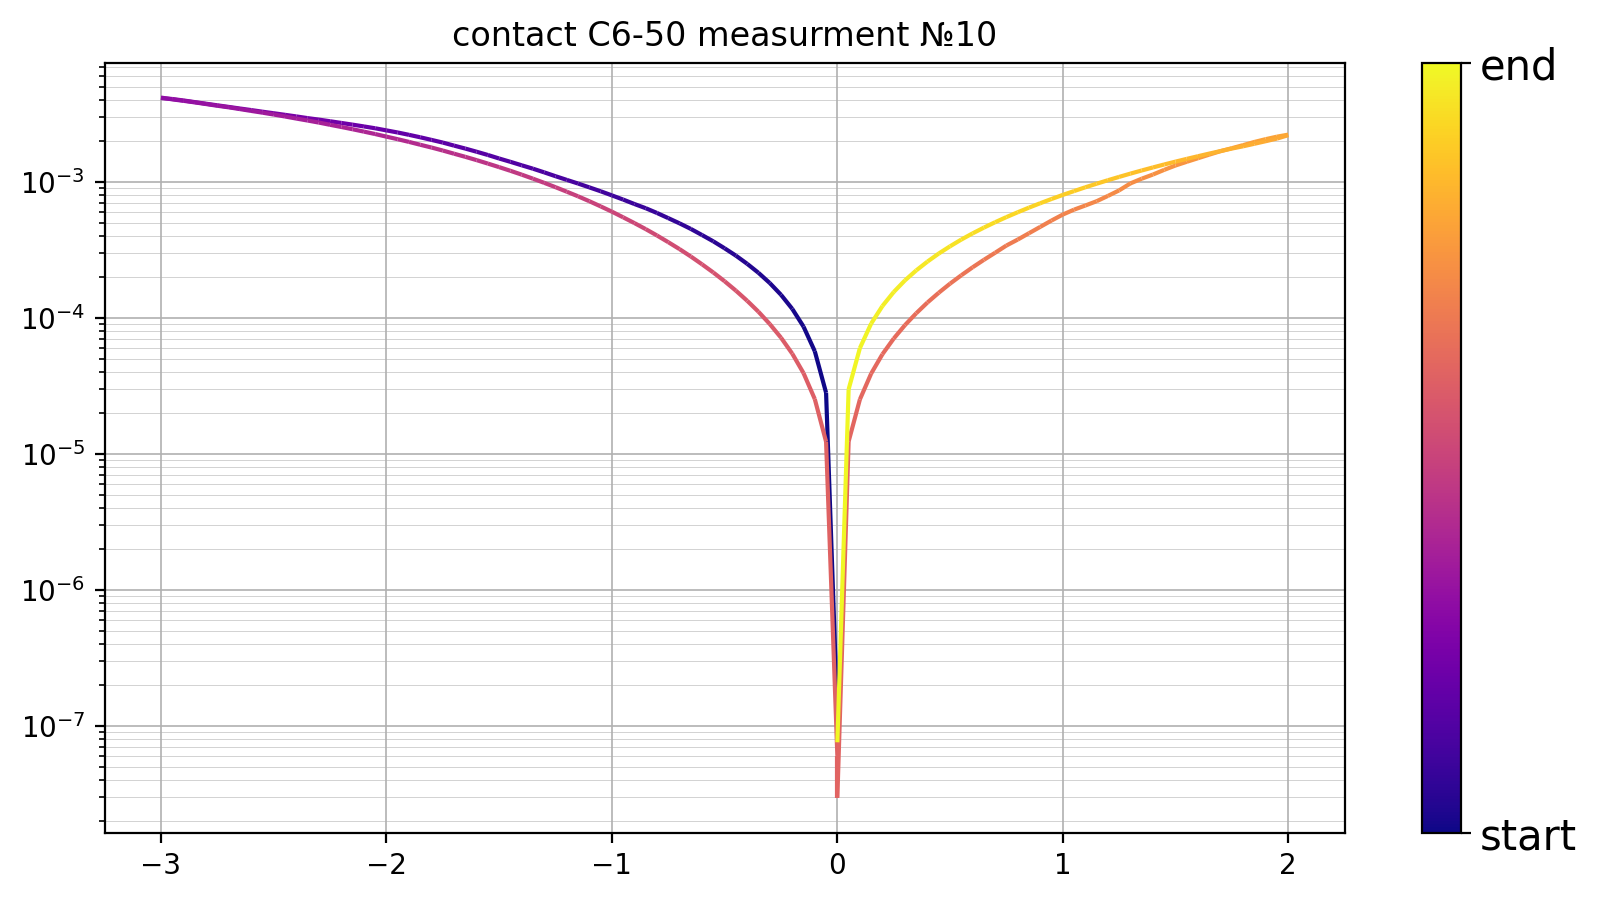 contact C6-50 measurment №10
end
10⁻³
10⁻⁴
10⁻⁵
10⁻⁶
10⁻⁷
start
−3 −2 −1 0 1 2